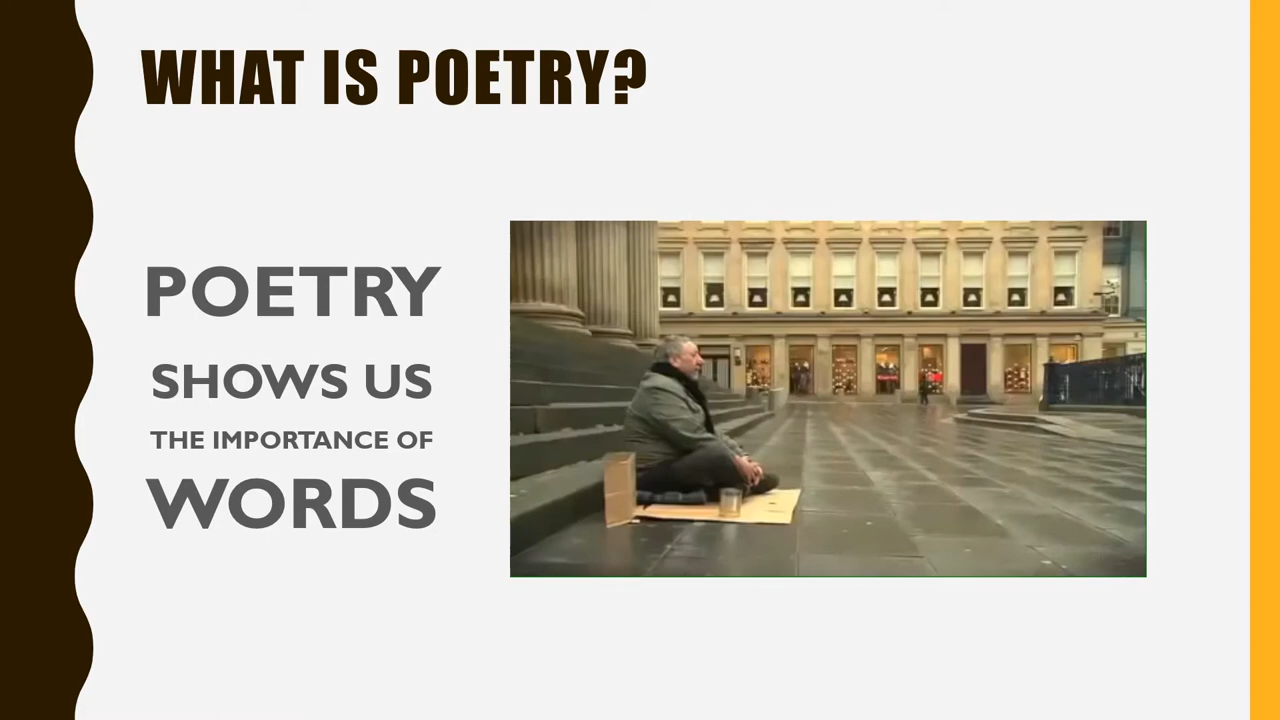 WHAT IS POETRY?
POETRY
SHOWS US
THE IMPORTANCE OF
WORDS